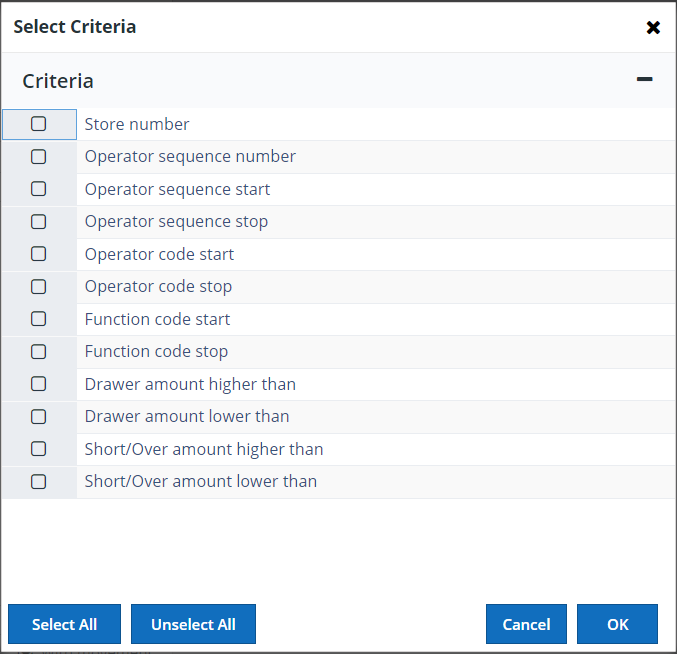 Select Criteria
Criteria
Store number
Operator sequence number
Operator sequence start
Operator sequence stop
Operator code start
Operator code stop
Function code start
Function code stop
Drawer amount higher than
Drawer amount lower than
Short/Over amount higher than
Short/Over amount lower than
Select All Unselect All Cancel OK